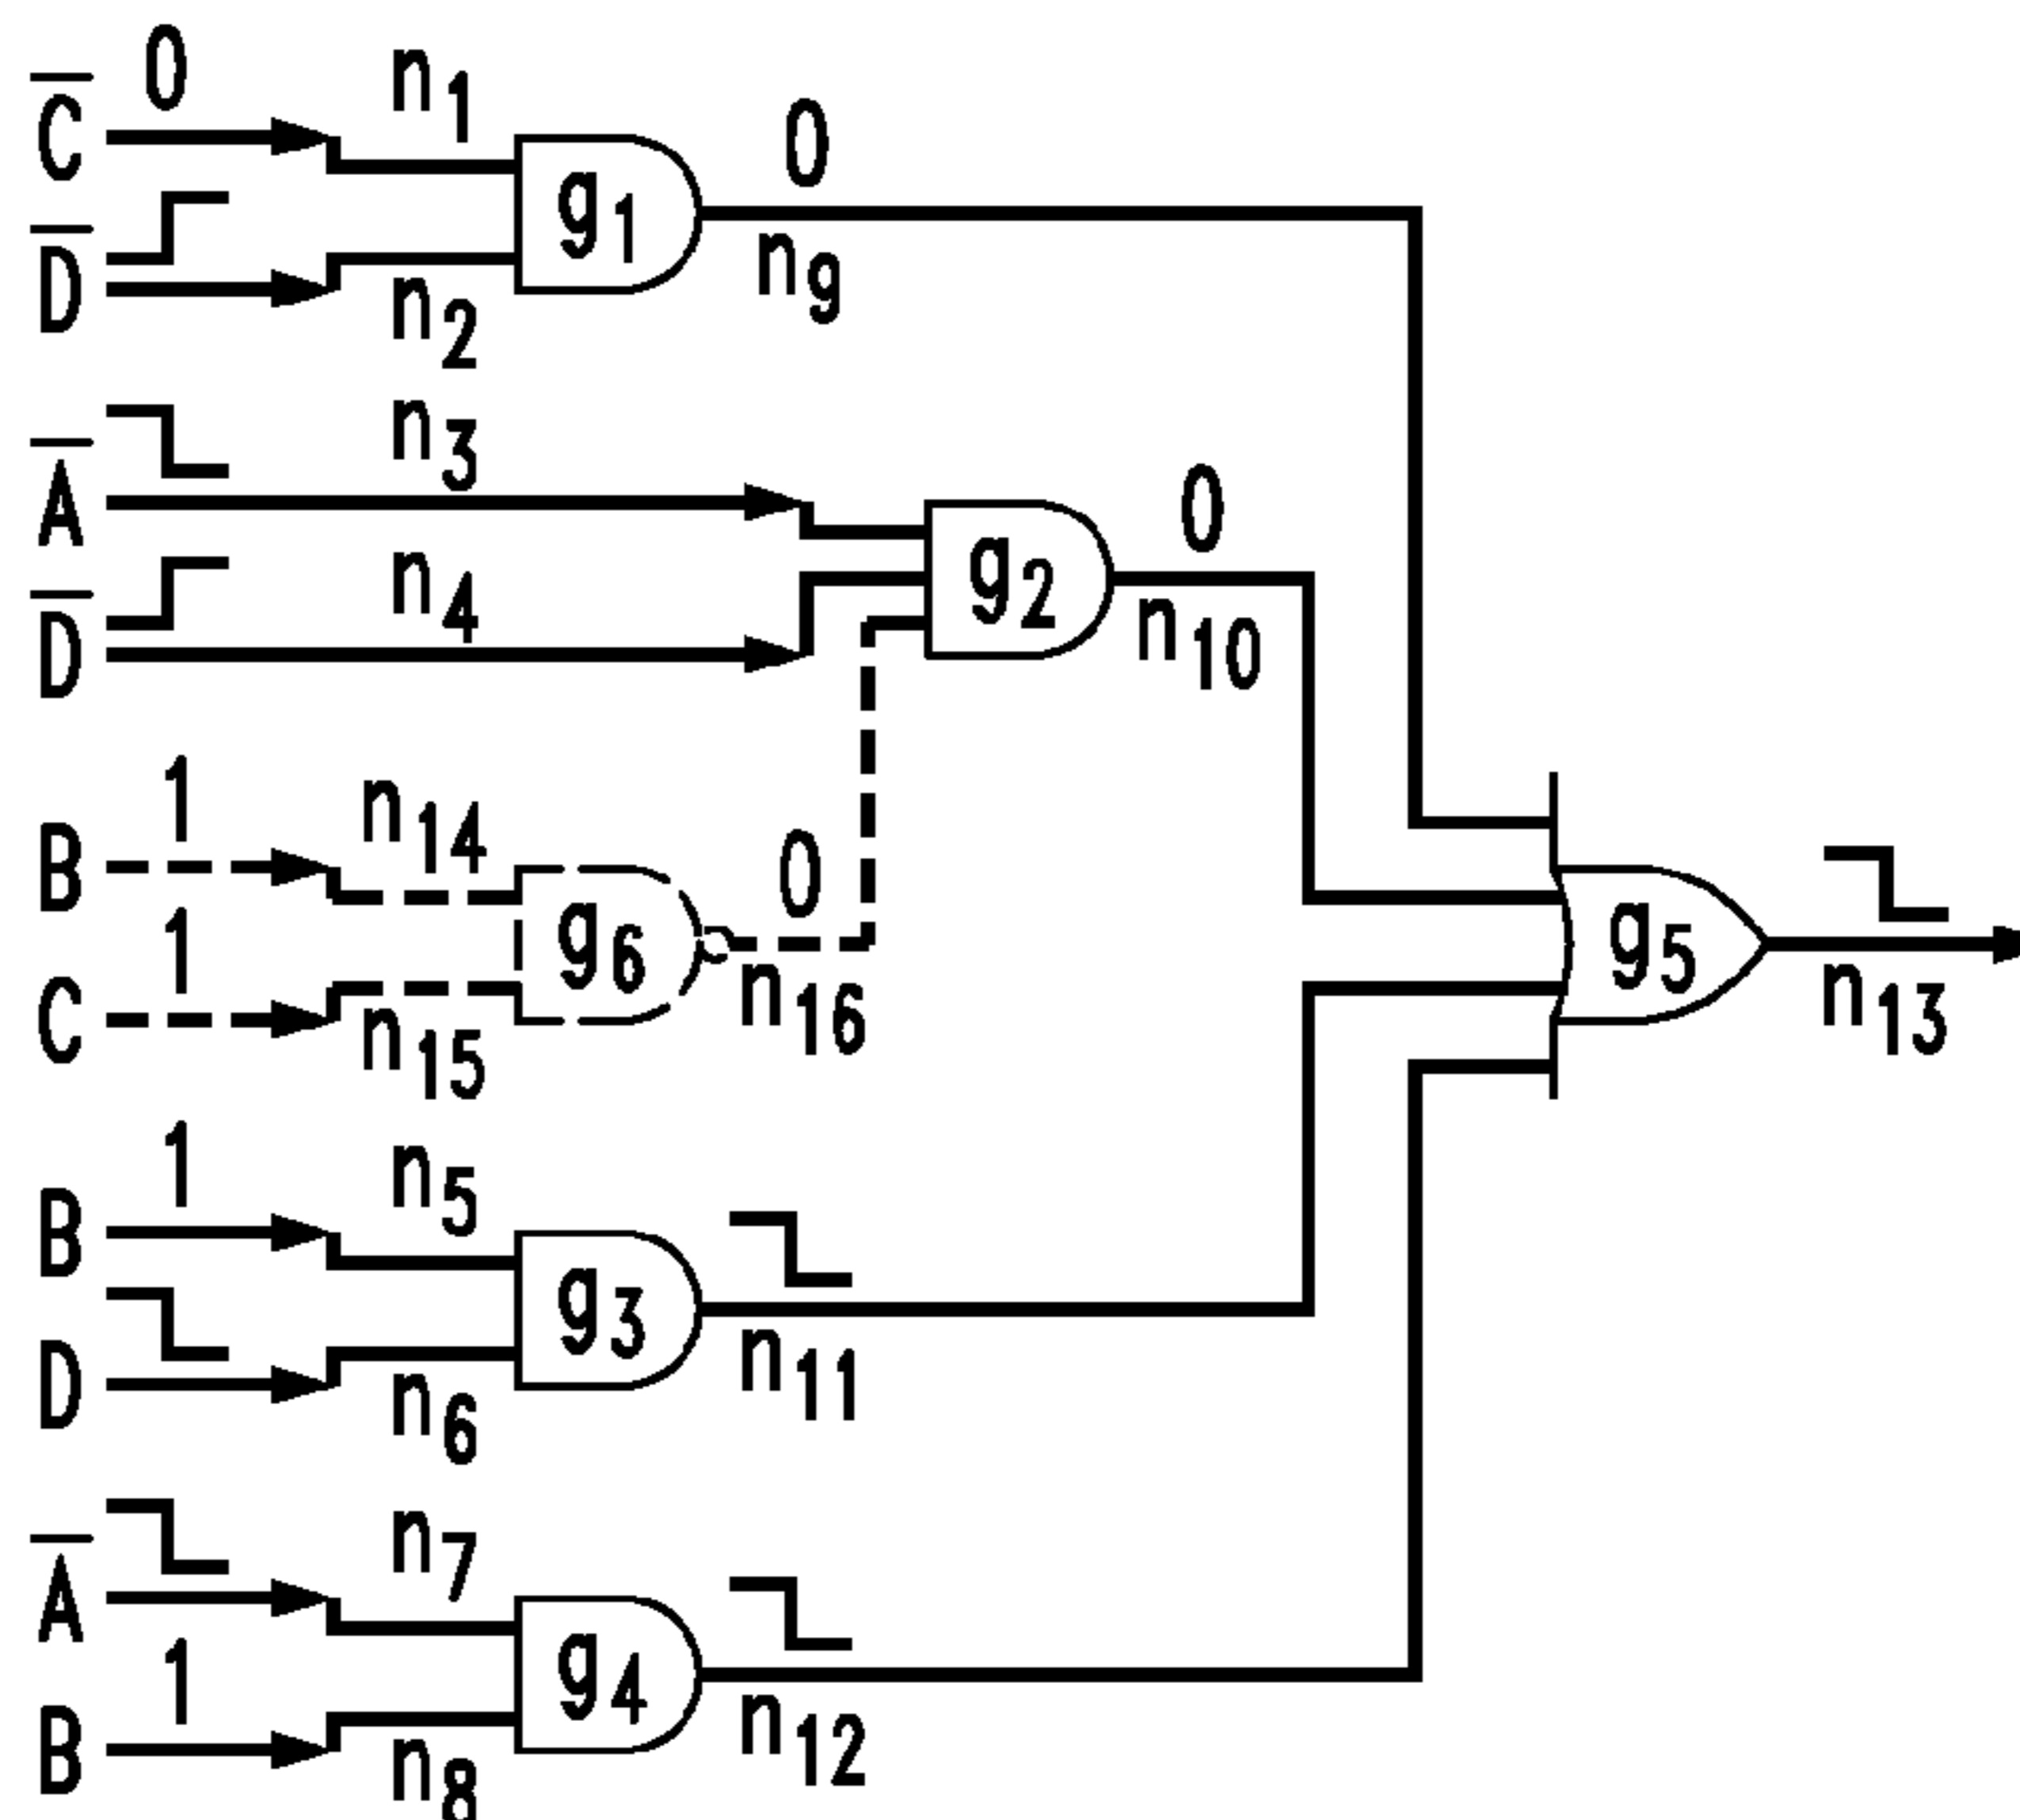 C̅ 0 n1
g1 0
n9
D̅ n2
A̅ n3
g2 0
n10
D̅ n4
B 1 n14
g6 0
n16
C 1 n15
g5
n13
B 1 n5
g3
n11
D n6
A̅ n7
g4
n12
B 1 n8